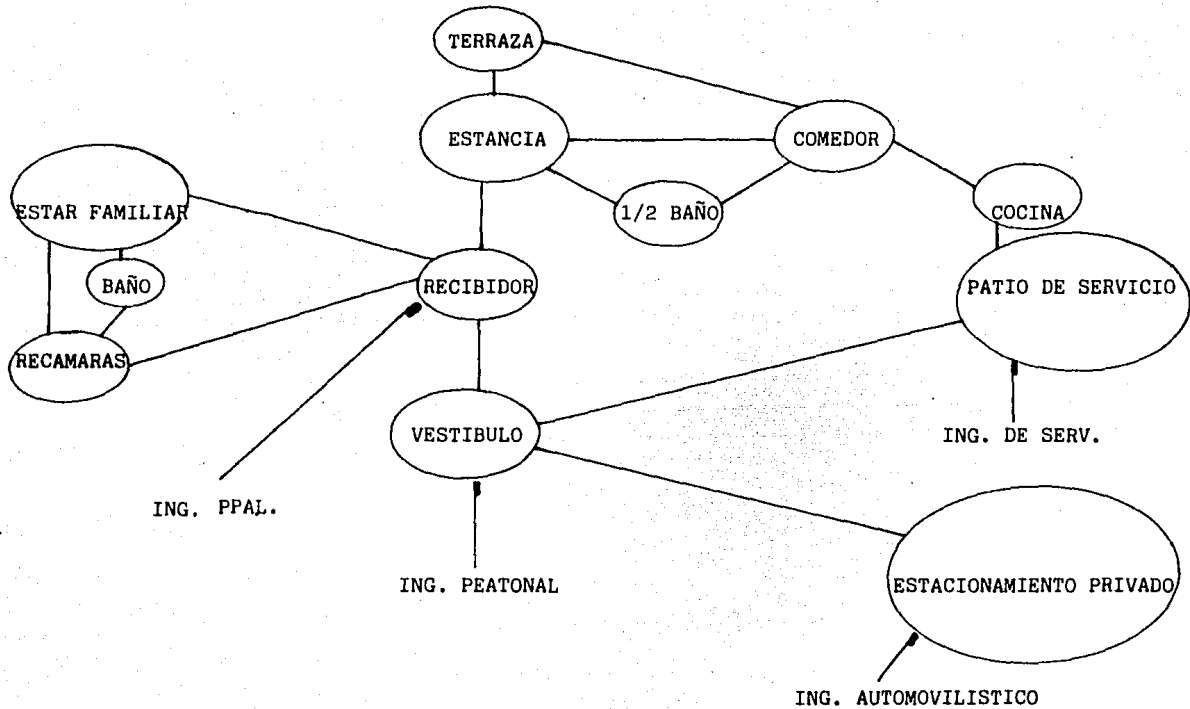 TERRAZA
ESTANCIA
COMEDOR
ESTAR FAMILIAR
1/2 BAÑO
COCINA
BAÑO
RECIBIDOR
PATIO DE SERVICIO
RECAMARAS
VESTIBULO
ING. DE SERV.
ING. PPAL.
ING. PEATONAL
ESTACIONAMIENTO PRIVADO
ING. AUTOMOVILISTICO